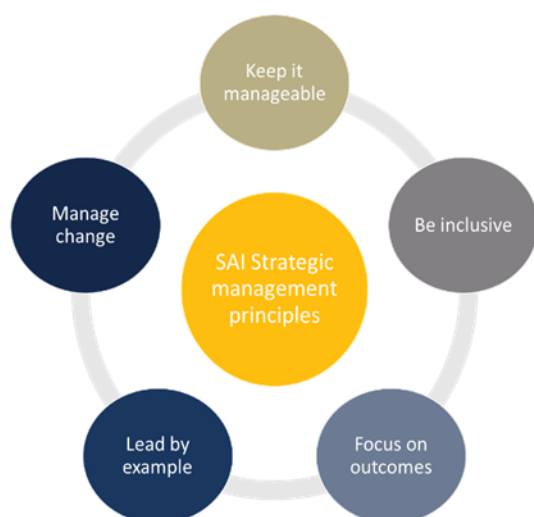 Keep it
manageable
Be inclusive
Focus on
outcomes
Lead by
example
Manage
change
SAI Strategic
management
principles